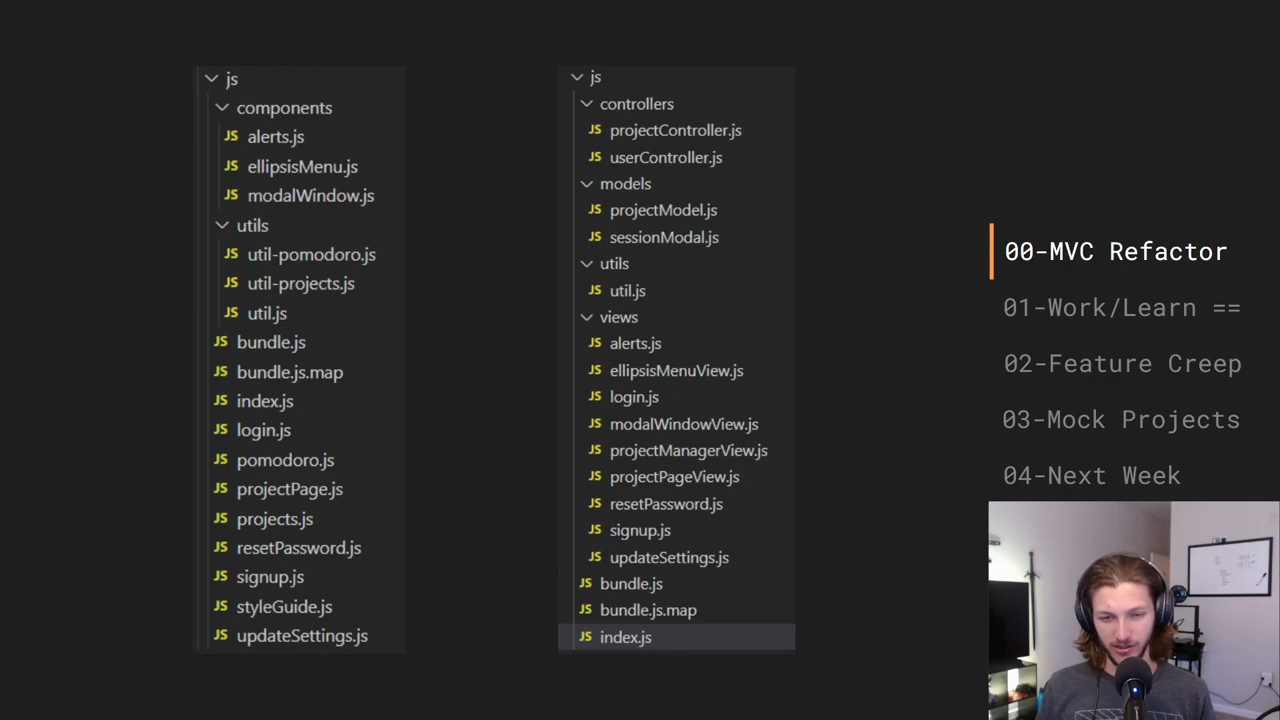 js
components
JS alerts.js
JS ellipsisMenu.js
JS modalWindow.js
utils
JS util-pomodoro.js
JS util-projects.js
JS util.js
JS bundle.js
JS bundle.js.map
JS index.js
JS login.js
JS pomodoro.js
JS projectPage.js
JS projects.js
JS resetPassword.js
JS signup.js
JS styleGuide.js
JS updateSettings.js
js
controllers
JS projectController.js
JS userController.js
models
JS projectModel.js
JS sessionModal.js
utils
JS util.js
views
JS alerts.js
JS ellipsisMenuView.js
JS login.js
JS modalWindowView.js
JS projectManagerView.js
JS projectPageView.js
JS resetPassword.js
JS signup.js
JS updateSettings.js
JS bundle.js
JS bundle.js.map
JS index.js
00-MVC Refactor
01-Work/Learn ==
02-Feature Creep
03-Mock Projects
04-Next Week